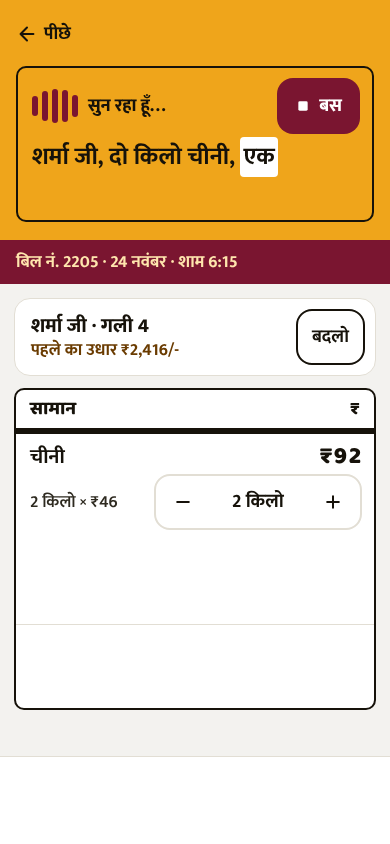 पीछे
सुन रहा हूँ... बस
शर्मा जी, दो किलो चीनी, एक
बिल नं. 2205 · 24 नवंबर · शाम 6:15
शर्मा जी · गली 4
पहले का उधार ₹2,416/-
बदलो
सामान ₹
चीनी ₹92
2 किलो × ₹46 − 2 किलो +